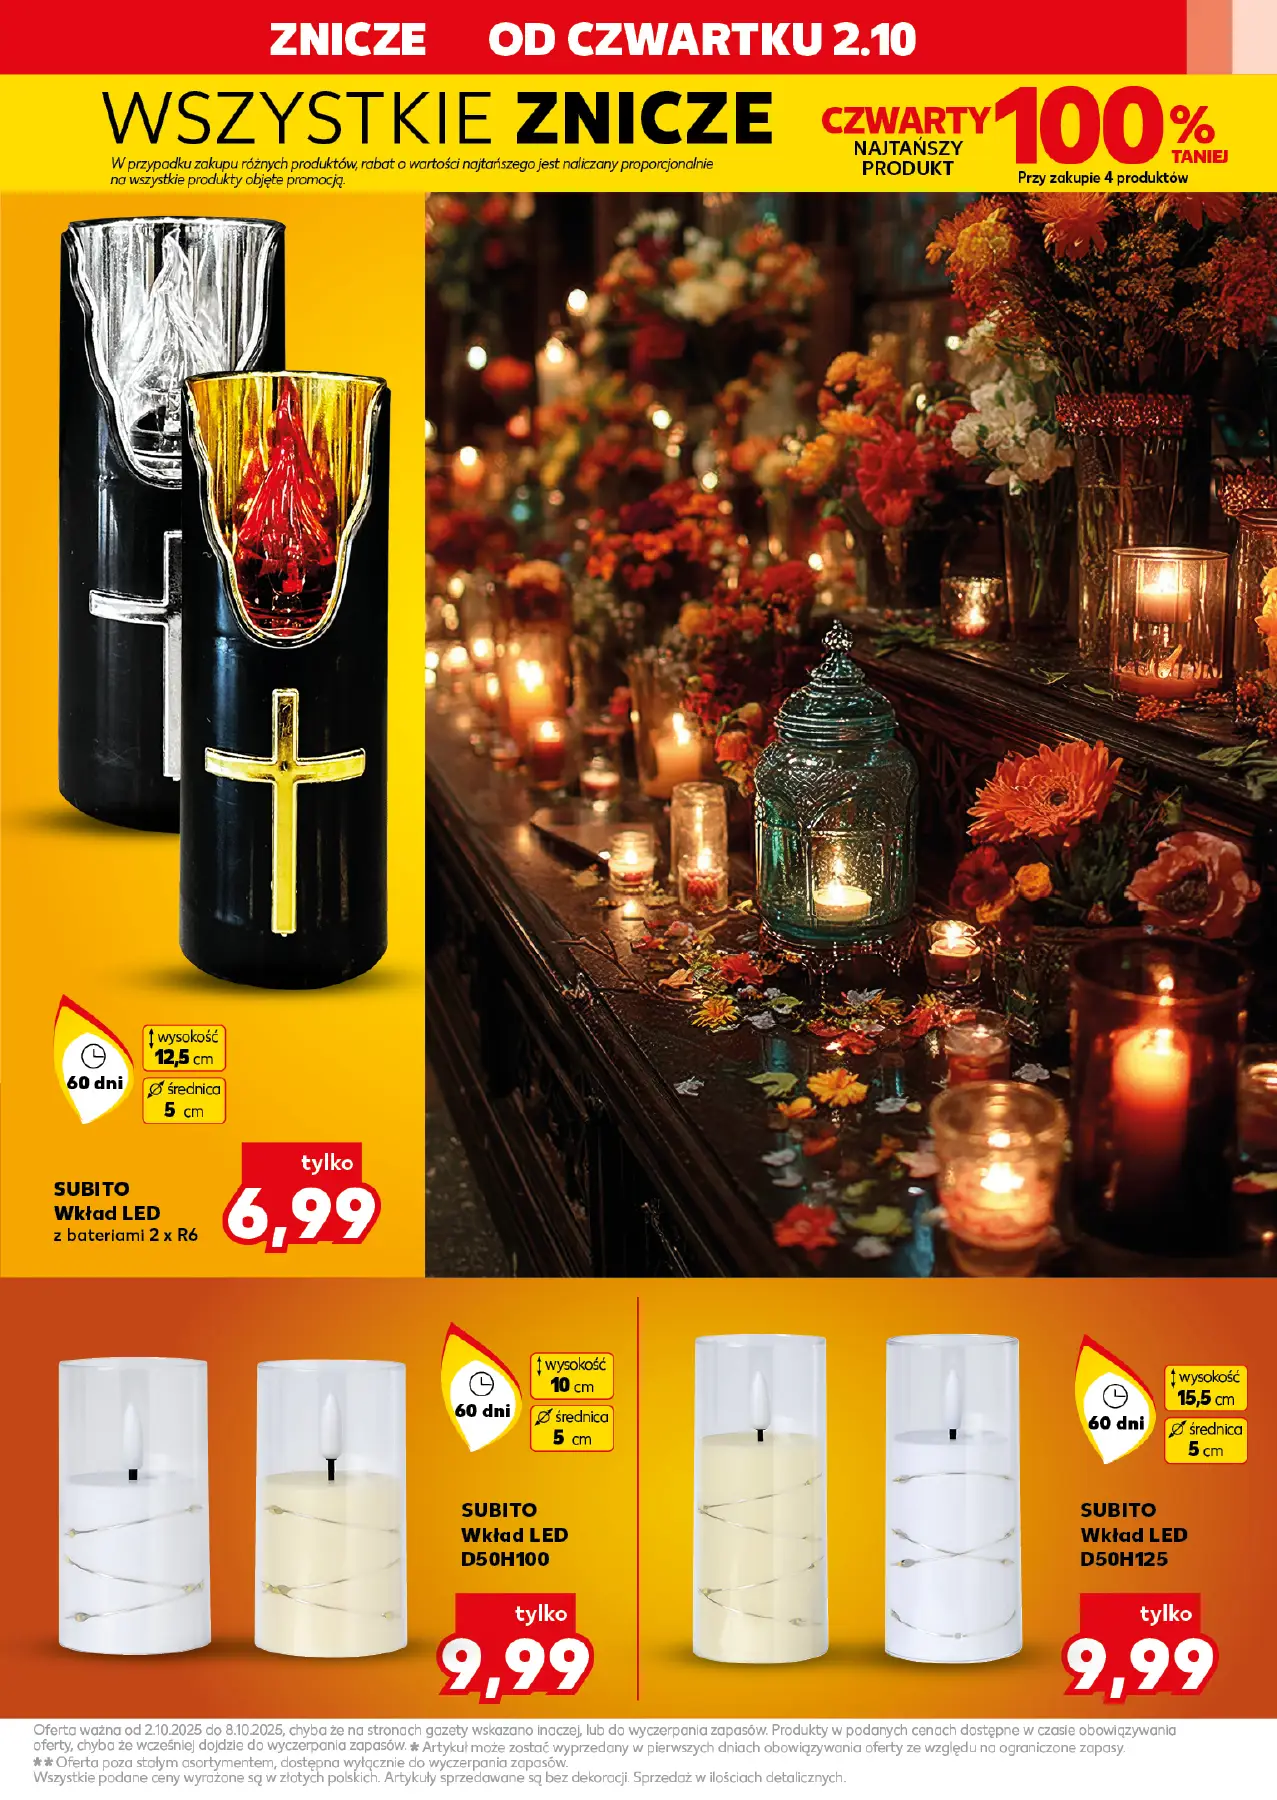 ZNICZE OD CZWARTKU 2.10
WSZYSTKIE ZNICZE
W przypadku zakupu różnych produktów, rabat o wartości najtańszego jest naliczany proporcjonalnie
na wszystkie produkty objęte promocją.
CZWARTY
NAJTAŃSZY
PRODUKT
100%
TANIEJ
Przy zakupie 4 produktów
60 dni
wysokość
12,5 cm
średnica
5 cm
SUBITO
Wkład LED
z bateriami 2 x R6
tylko
6,99
60 dni
wysokość
10 cm
średnica
5 cm
SUBITO
Wkład LED
D50H100
tylko
9,99
60 dni
wysokość
15,5 cm
średnica
5 cm
SUBITO
Wkład LED
D50H125
tylko
9,99
Oferta ważna od 2.10.2025 do 8.10.2025, chyba że na stronach gazety wskazano inaczej, lub do wyczerpania zapasów. Produkty w podanych cenach dostępne w czasie obowiązywania
oferty, chyba że wcześniej dojdzie do wyczerpania zapasów. * Artykuł może zostać wyprzedany w pierwszych dniach obowiązywania oferty ze względu na ograniczone zapasy.
** Oferta poza stałym asortymentem, dostępna wyłącznie do wyczerpania zapasów.
Wszystkie podane ceny wyrażone są w złotych polskich. Artykuły sprzedawane są bez dekoracji. Sprzedaż w ilościach detalicznych.